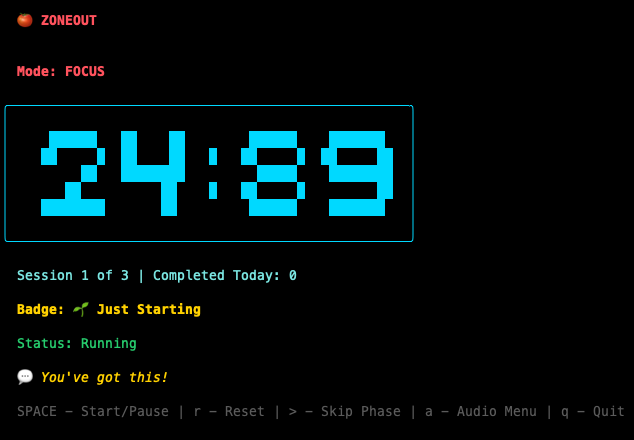 🍅 ZONEOUT
Mode: FOCUS
24:89
Session 1 of 3 | Completed Today: 0
Badge: 🌱 Just Starting
Status: Running
💬 You've got this!
SPACE – Start/Pause | r – Reset | > – Skip Phase | a – Audio Menu | q – Quit